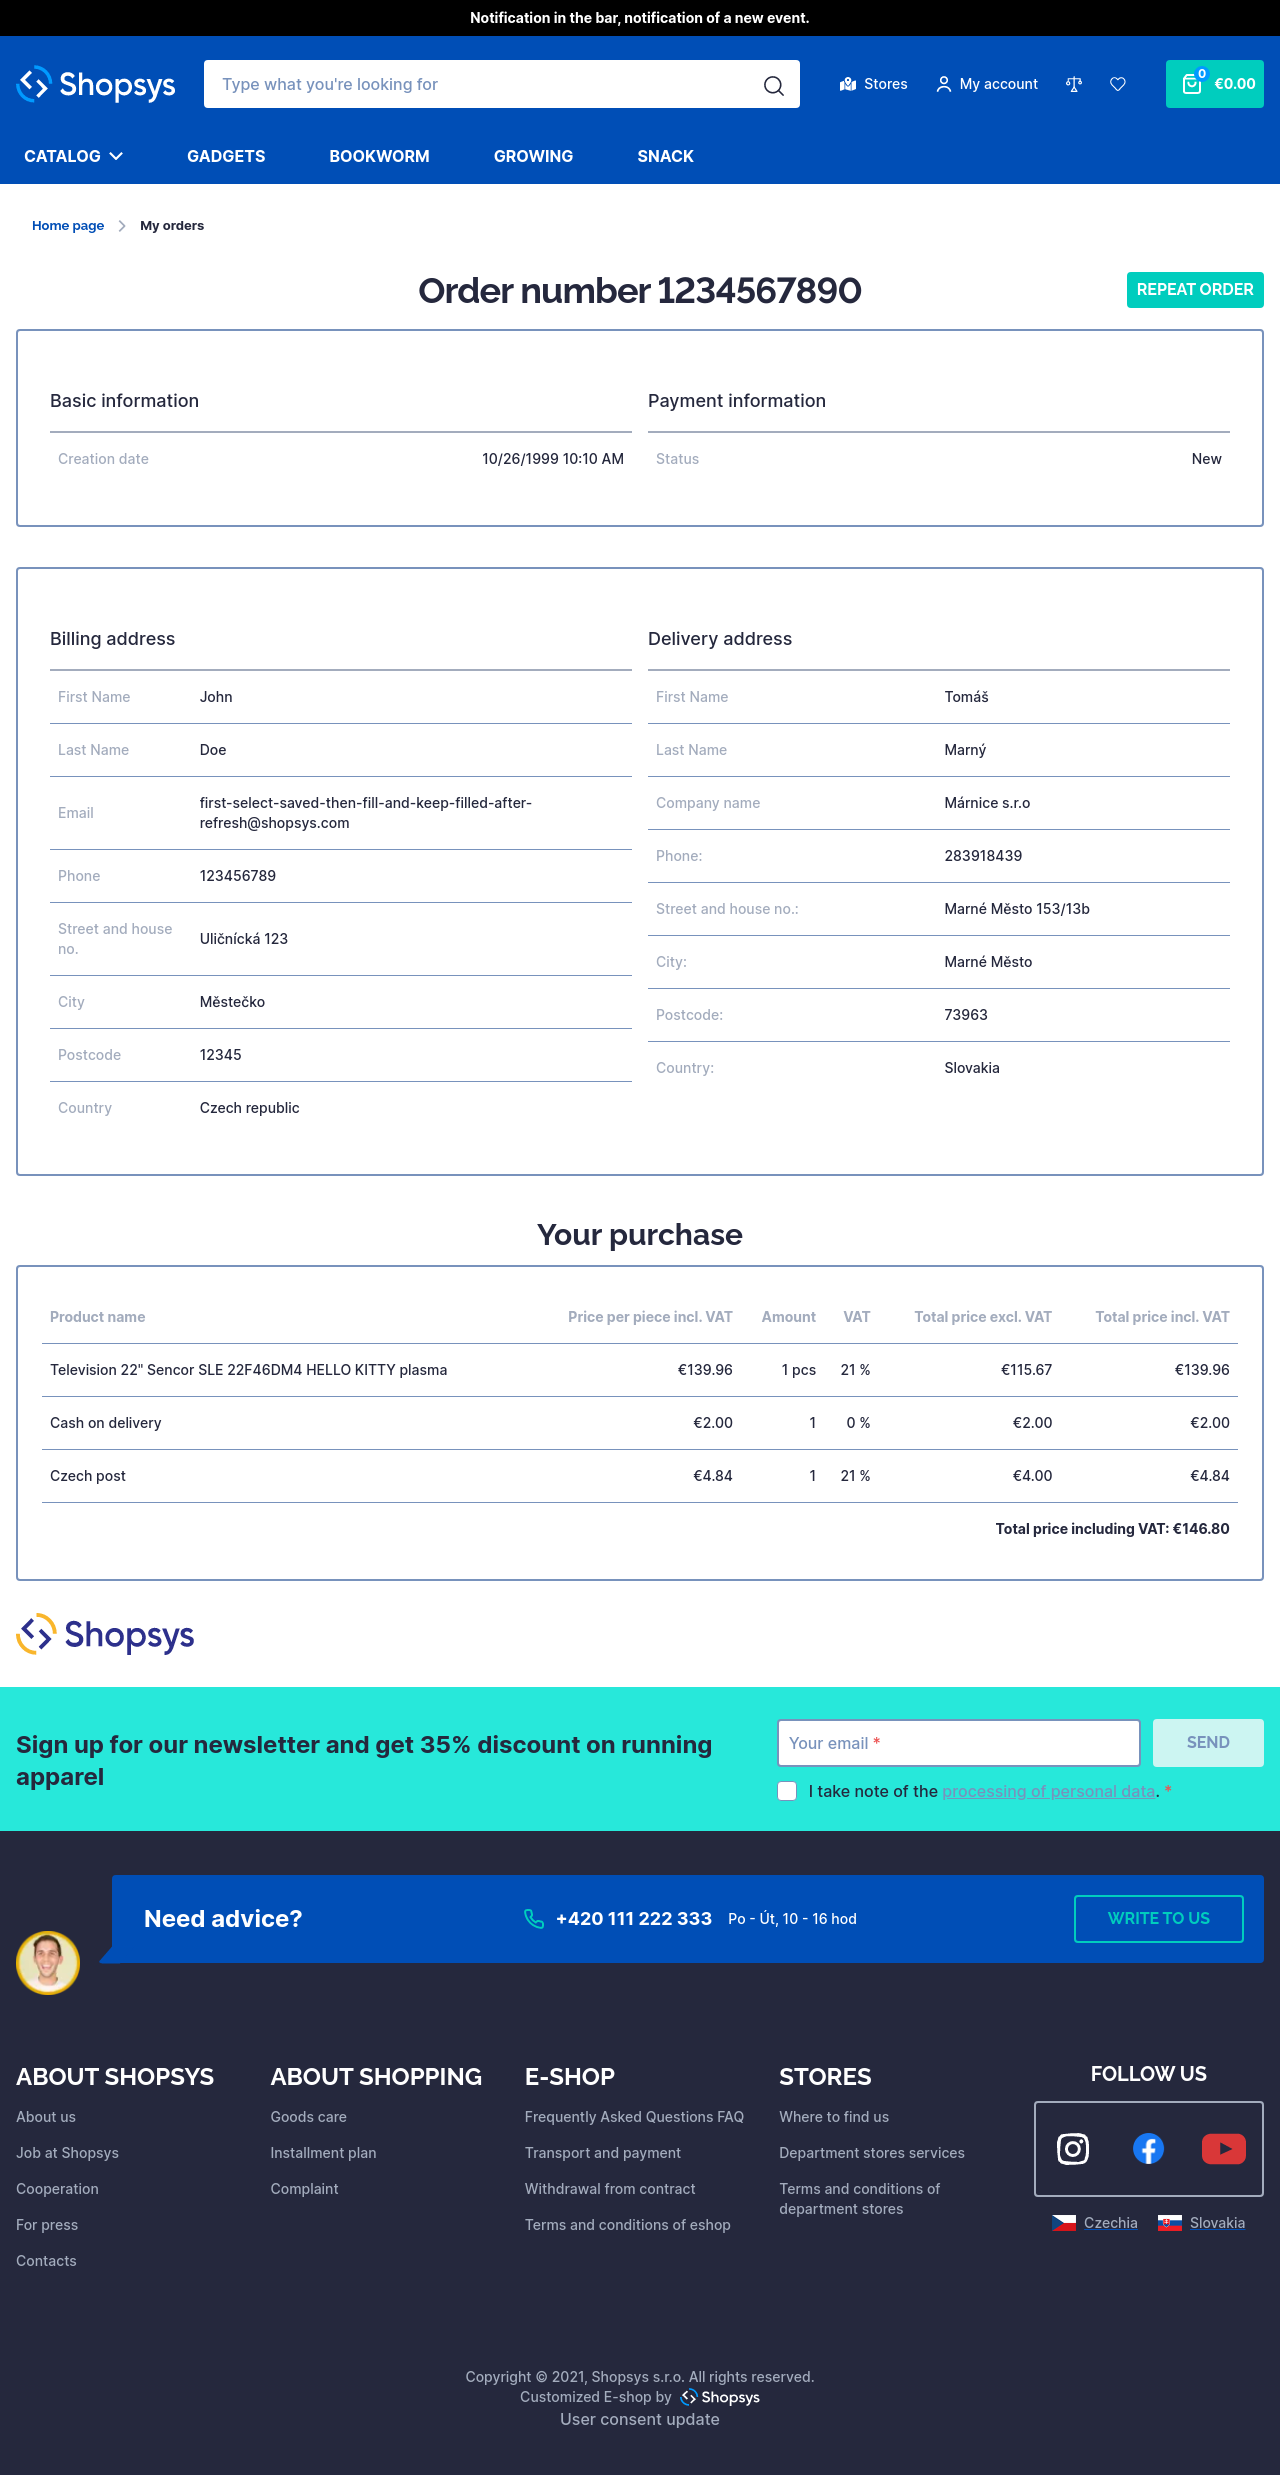 Notification in the bar, notification of a new event.
Shopsys
Type what you're looking for
Stores
My account
0
€0.00
CATALOG
GADGETS
BOOKWORM
GROWING
SNACK
Home page
My orders
Order number 1234567890
REPEAT ORDER
Basic information
Creation date 10/26/1999 10:10 AM
Payment information
Status New
Billing address
First Name John
Last Name Doe
Email first-select-saved-then-fill-and-keep-filled-after-
refresh@shopsys.com
Phone 123456789
Street and house
no. Uličnícká 123
City Městečko
Postcode 12345
Country Czech republic
Delivery address
First Name Tomáš
Last Name Marný
Company name Márnice s.r.o
Phone: 283918439
Street and house no.: Marné Město 153/13b
City: Marné Město
Postcode: 73963
Country: Slovakia
Your purchase
Product name Price per piece incl. VAT Amount VAT Total price excl. VAT Total price incl. VAT
Television 22" Sencor SLE 22F46DM4 HELLO KITTY plasma €139.96 1 pcs 21 % €115.67 €139.96
Cash on delivery €2.00 1 0 % €2.00 €2.00
Czech post €4.84 1 21 % €4.00 €4.84
Total price including VAT: €146.80
Shopsys
Sign up for our newsletter and get 35% discount on running
apparel
Your email *
SEND
I take note of the processing of personal data. *
Need advice?
+420 111 222 333
Po - Út, 10 - 16 hod
WRITE TO US
ABOUT SHOPSYS
About us
Job at Shopsys
Cooperation
For press
Contacts
ABOUT SHOPPING
Goods care
Installment plan
Complaint
E-SHOP
Frequently Asked Questions FAQ
Transport and payment
Withdrawal from contract
Terms and conditions of eshop
STORES
Where to find us
Department stores services
Terms and conditions of
department stores
FOLLOW US
Czechia
Slovakia
Copyright © 2021, Shopsys s.r.o. All rights reserved.
Customized E-shop by Shopsys
User consent update